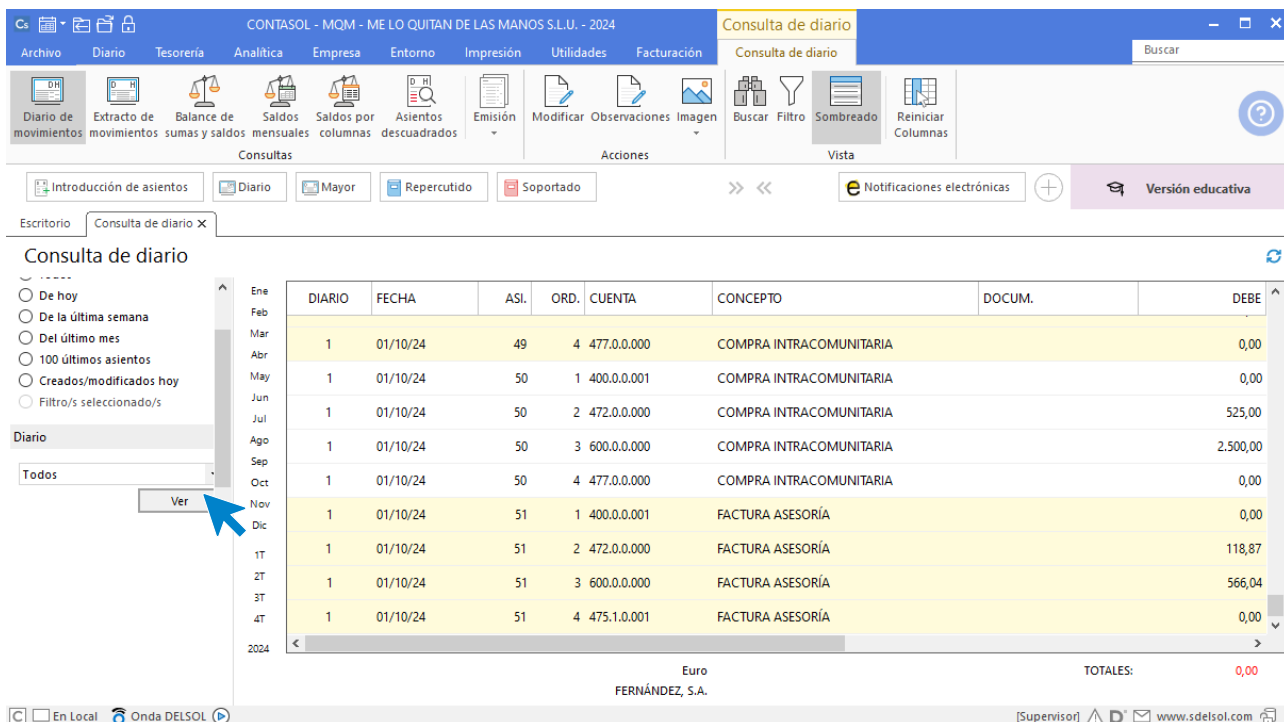 Cs CONTASOL - MQM - ME LO QUITAN DE LAS MANOS S.L.U. - 2024 Consulta de diario
Archivo Diario Tesorería Analítica Empresa Entorno Impresión Utilidades Facturación Consulta de diario Buscar
Diario de movimientos
Extracto de movimientos
Balance de sumas y saldos
Saldos mensuales
Saldos por columnas
Asientos descuadrados
Emisión
Modificar
Observaciones
Imagen
Buscar
Filtro
Sombreado
Reiniciar Columnas
Consultas Acciones Vista
Introducción de asientos Diario Mayor Repercutido Soportado Notificaciones electrónicas Versión educativa
Escritorio Consulta de diario
Consulta de diario
De hoy
De la última semana
Del último mes
100 últimos asientos
Creados/modificados hoy
Filtro/s seleccionado/s
Diario
Todos
Ver
Ene
Feb
Mar
Abr
May
Jun
Jul
Ago
Sep
Oct
Nov
Dic
1T
2T
3T
4T
2024
DIARIO FECHA ASI. ORD. CUENTA CONCEPTO DOCUM. DEBE
1 01/10/24 49 4 477.0.0.000 COMPRA INTRACOMUNITARIA 0,00
1 01/10/24 50 1 400.0.0.001 COMPRA INTRACOMUNITARIA 0,00
1 01/10/24 50 2 472.0.0.000 COMPRA INTRACOMUNITARIA 525,00
1 01/10/24 50 3 600.0.0.000 COMPRA INTRACOMUNITARIA 2.500,00
1 01/10/24 50 4 477.0.0.000 COMPRA INTRACOMUNITARIA 0,00
1 01/10/24 51 1 400.0.0.001 FACTURA ASESORÍA 0,00
1 01/10/24 51 2 472.0.0.000 FACTURA ASESORÍA 118,87
1 01/10/24 51 3 600.0.0.000 FACTURA ASESORÍA 566,04
1 01/10/24 51 4 475.1.0.001 FACTURA ASESORÍA 0,00
Euro TOTALES: 0,00
FERNÁNDEZ, S.A.
C En Local Onda DELSOL [Supervisor] D www.sdelsol.com